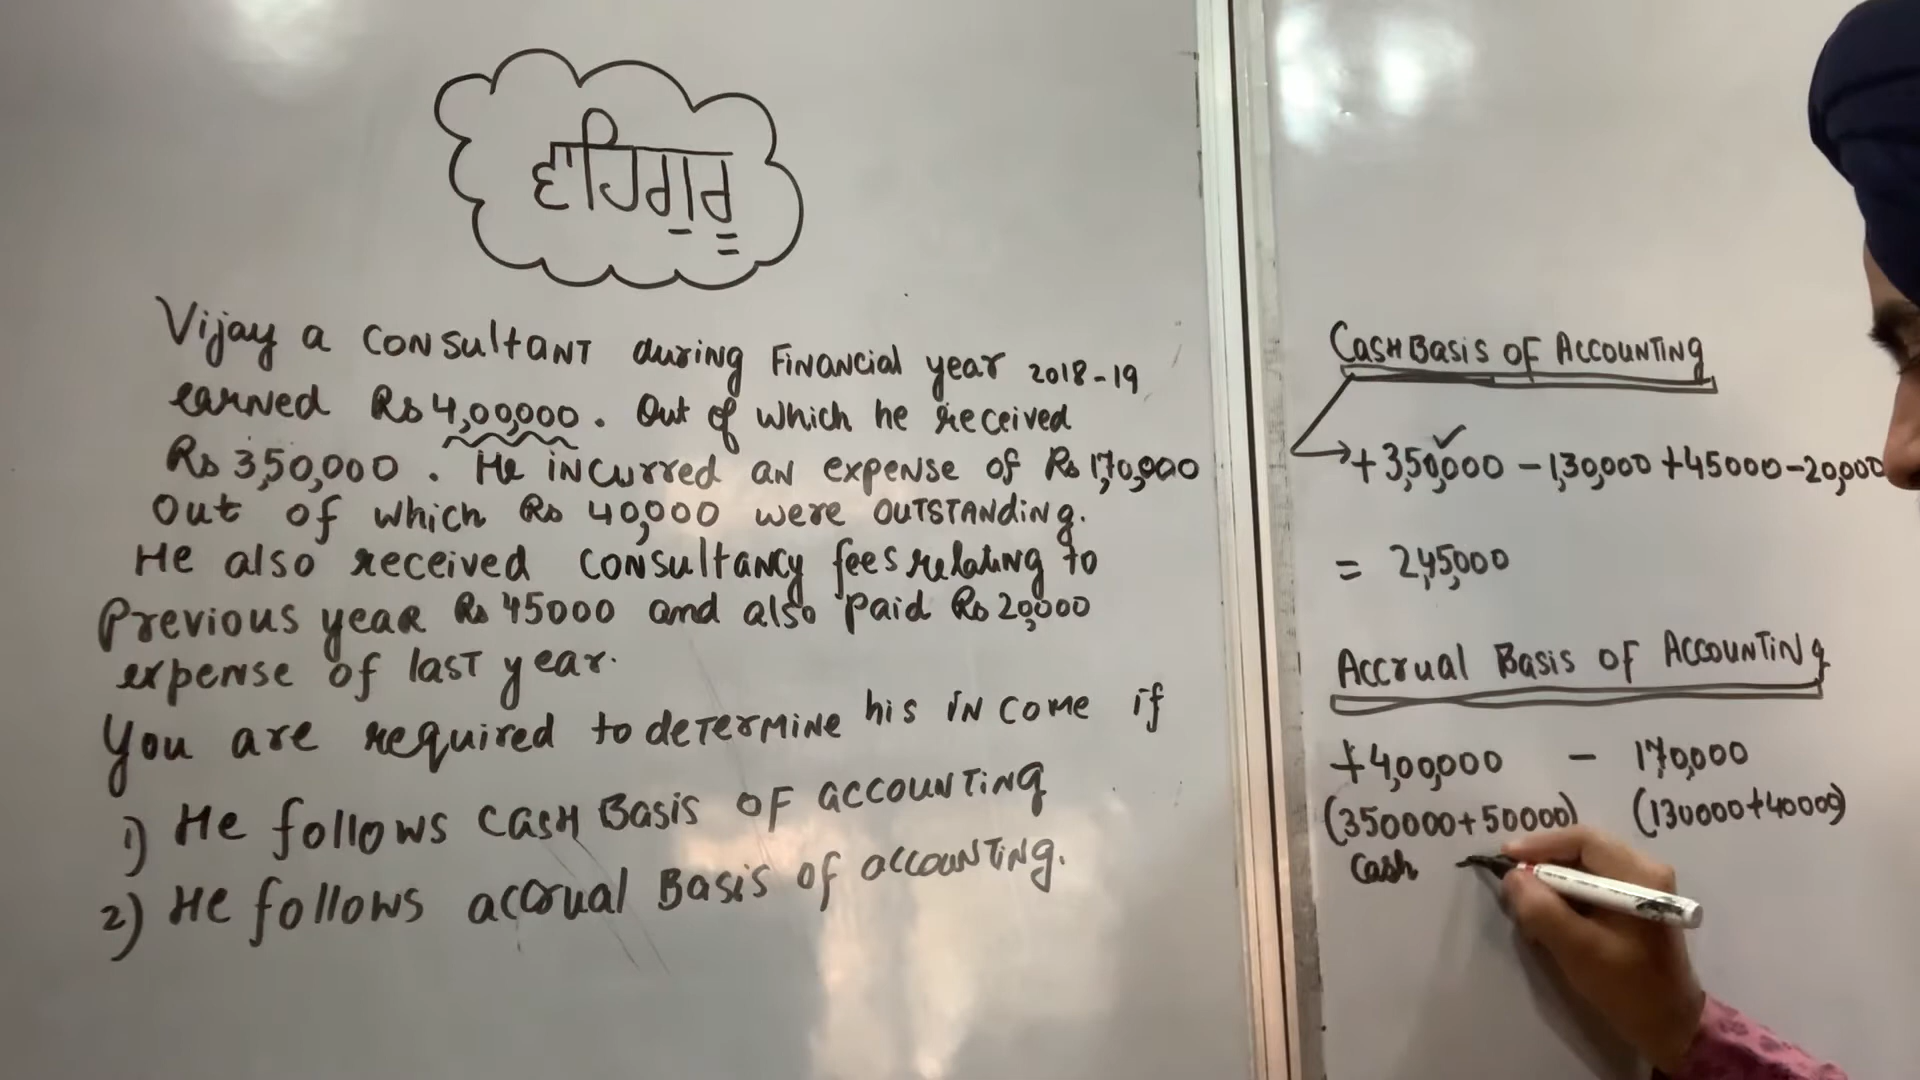 ਵਾਹਿਗੁਰੂ
Vijay a consultant during Financial year 2018-19
earned Rs 4,00,000. Out of which he received
Rs 3,50,000. He incurred an expense of Rs 1,70,000
Out of which Rs 40,000 were outstanding.
He also received consultancy fees relating to
Previous year Rs 45000 and also paid Rs 20,000
expense of last year.
You are required to determine his income if
1) He follows cash Basis of accounting
2) He follows accrual Basis of accounting.
Cash Basis of Accounting
+3,50,000 - 1,30,000 + 45000 - 20,000
= 2,45,000
Accrual Basis of Accounting
+4,00,000 - 1,70,000
(350000+50000) (130000+40000)
Cash